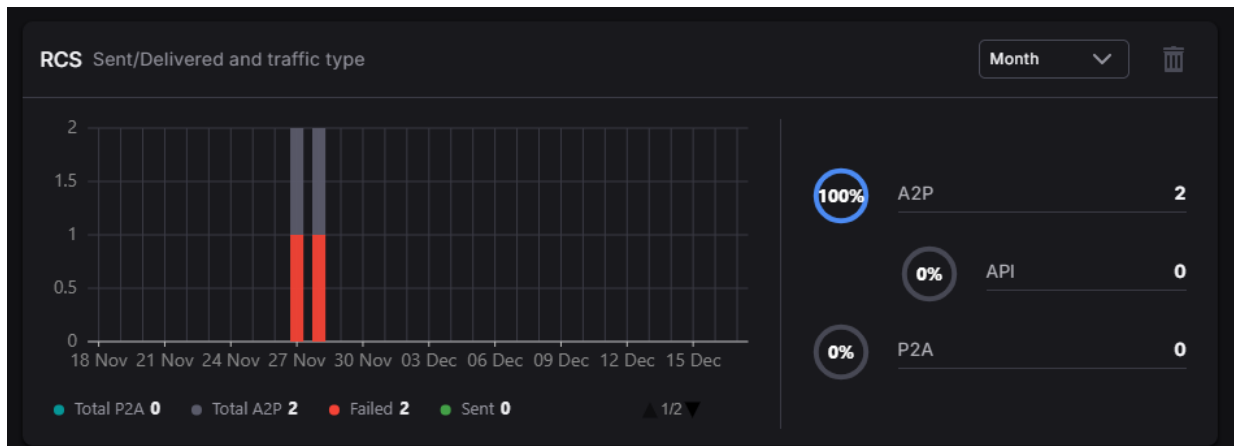 RCS Sent/Delivered and traffic type
Month
2
1.5
1
0.5
0
18 Nov 21 Nov 24 Nov 27 Nov 30 Nov 03 Dec 06 Dec 09 Dec 12 Dec 15 Dec
Total P2A 0 Total A2P 2 Failed 2 Sent 0 1/2
100% A2P 2
0% API 0
0% P2A 0